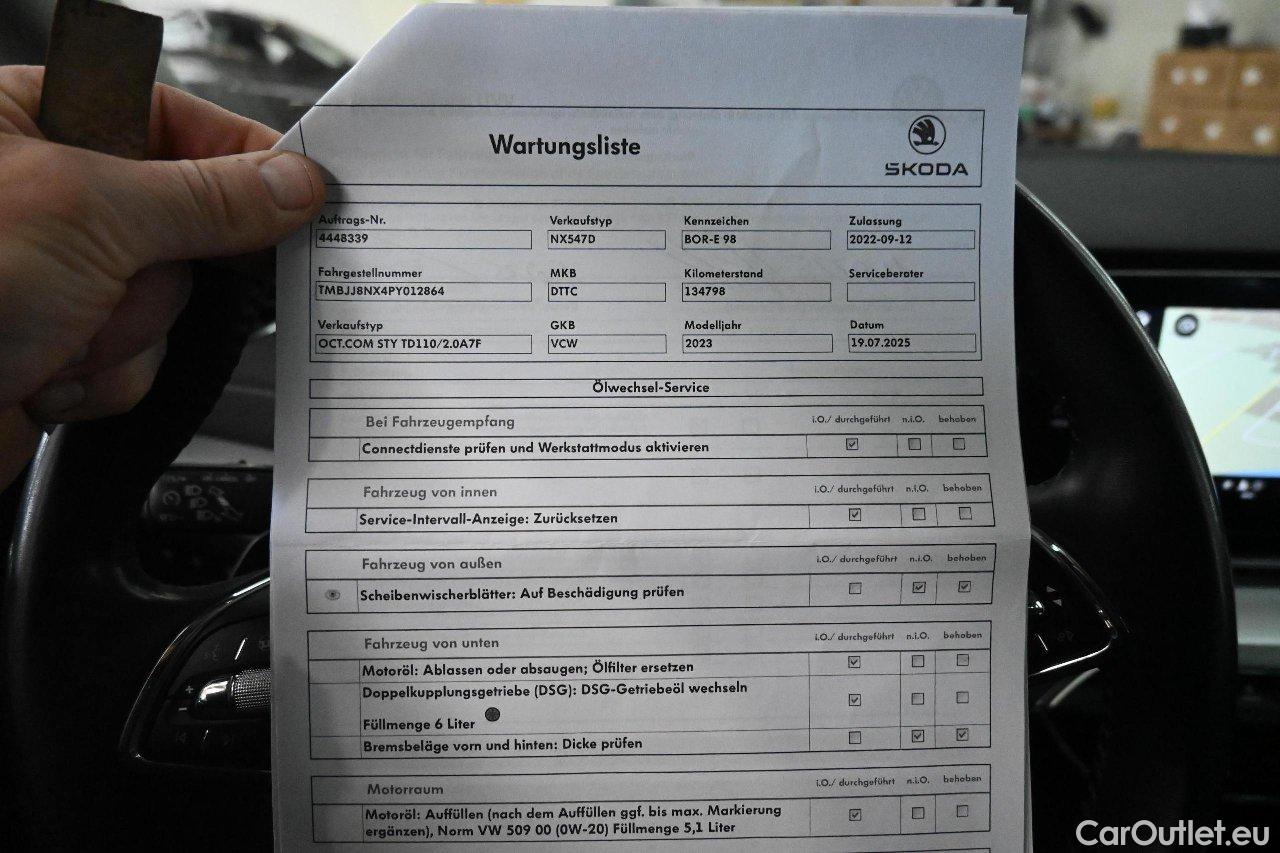 Wartungsliste
SKODA
Auftrags-Nr. Verkaufstyp Kennzeichen Zulassung
4448339 NX547D BOR-E 98 2022-09-12
Fahrgestellnummer MKB Kilometerstand Serviceberater
TMBJJ8NX4PY012864 DTTC 134798
Verkaufstyp GKB Modelljahr Datum
OCT.COM STY TD110/2.0A7F VCW 2023 19.07.2025
Ölwechsel-Service
Bei Fahrzeugempfang i.O./ durchgeführt n.i.O. behoben
Connectdienste prüfen und Werkstattmodus aktivieren
Fahrzeug von innen i.O./ durchgeführt n.i.O. behoben
Service-Intervall-Anzeige: Zurücksetzen
Fahrzeug von außen i.O./ durchgeführt n.i.O. behoben
Scheibenwischerblätter: Auf Beschädigung prüfen
Fahrzeug von unten i.O./ durchgeführt n.i.O. behoben
Motoröl: Ablassen oder absaugen; Ölfilter ersetzen
Doppelkupplungsgetriebe (DSG): DSG-Getriebeöl wechseln
Füllmenge 6 Liter
Bremsbeläge vorn und hinten: Dicke prüfen
Motorraum i.O./ durchgeführt n.i.O. behoben
Motoröl: Auffüllen (nach dem Auffüllen ggf. bis max. Markierung
ergänzen), Norm VW 509 00 (0W-20) Füllmenge 5,1 Liter
CarOutlet.eu